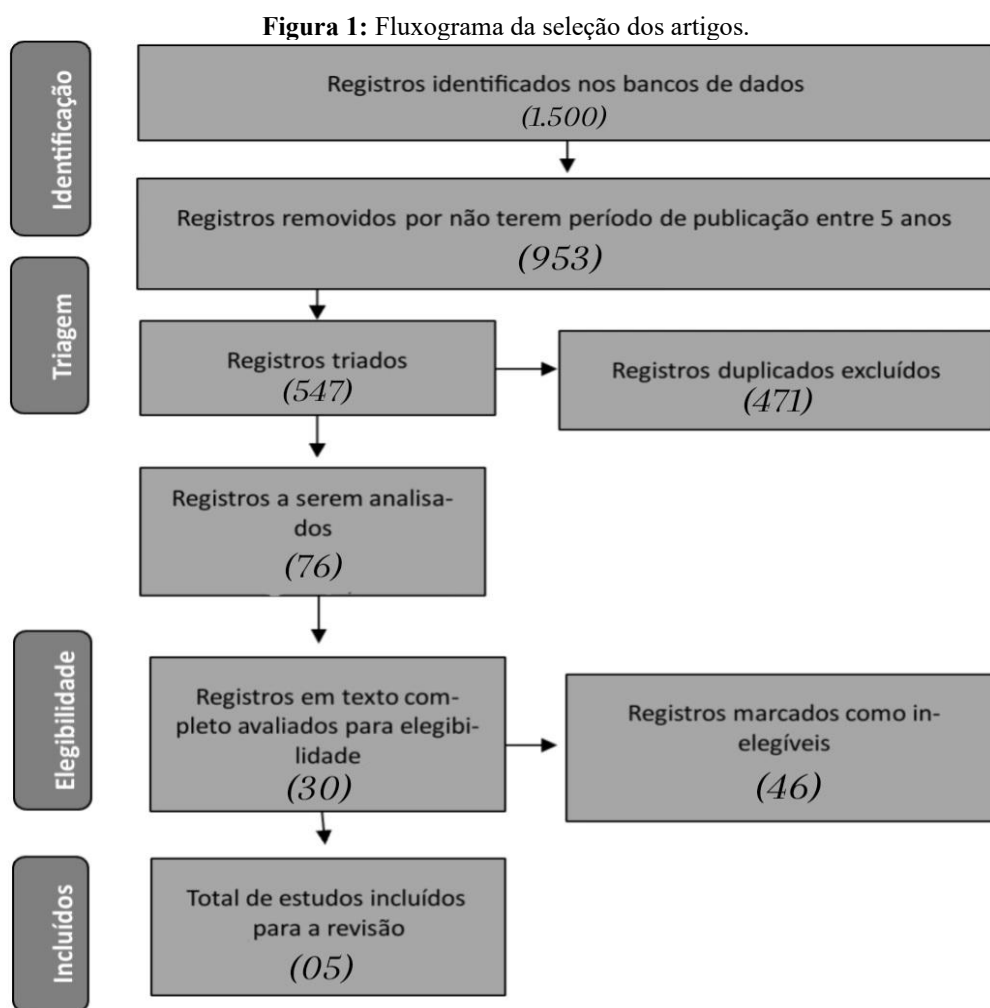 Figura 1: Fluxograma da seleção dos artigos.
Identificação
Registros identificados nos bancos de dados
(1.500)
Registros removidos por não terem período de publicação entre 5 anos
(953)
Triagem
Registros triados
(547)
Registros duplicados excluídos
(471)
Registros a serem analisa-
dos
(76)
Elegibilidade
Registros em texto com-
pleto avaliados para elegibi-
lidade
(30)
Registros marcados como in-
elegíveis
(46)
Incluídos
Total de estudos incluídos
para a revisão
(05)